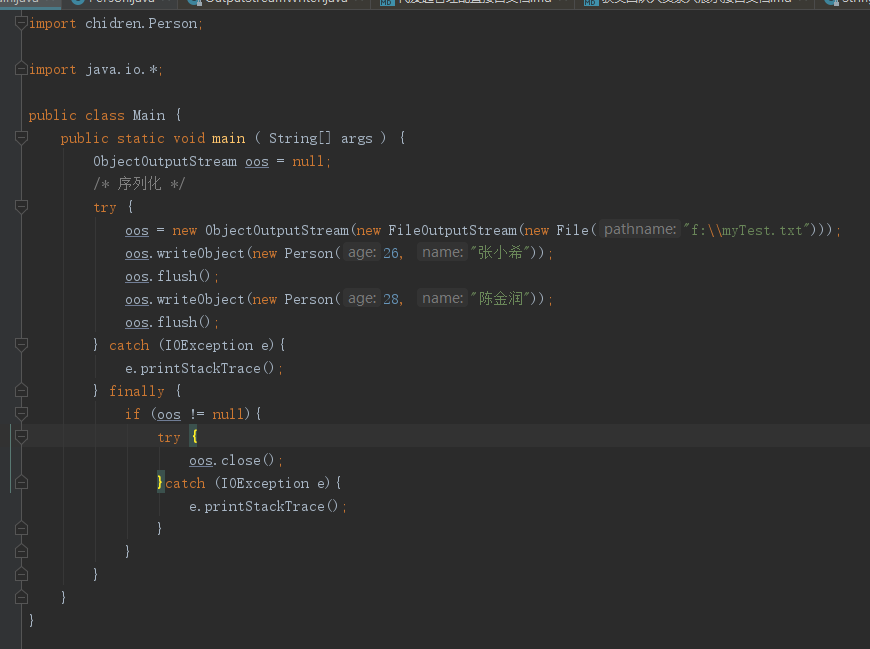 import chidren.Person;
import java.io.*;
public class Main {
public static void main ( String[] args ) {
ObjectOutputStream oos = null;
/* 序列化 */
try {
oos = new ObjectOutputStream(new FileOutputStream(new File( pathname: "f:\\myTest.txt")));
oos.writeObject(new Person( age: 26, name: "张小希"));
oos.flush();
oos.writeObject(new Person( age: 28, name: "陈金润"));
oos.flush();
} catch (IOException e){
e.printStackTrace();
} finally {
if (oos != null){
try {
oos.close();
}catch (IOException e){
e.printStackTrace();
}
}
}
}
}